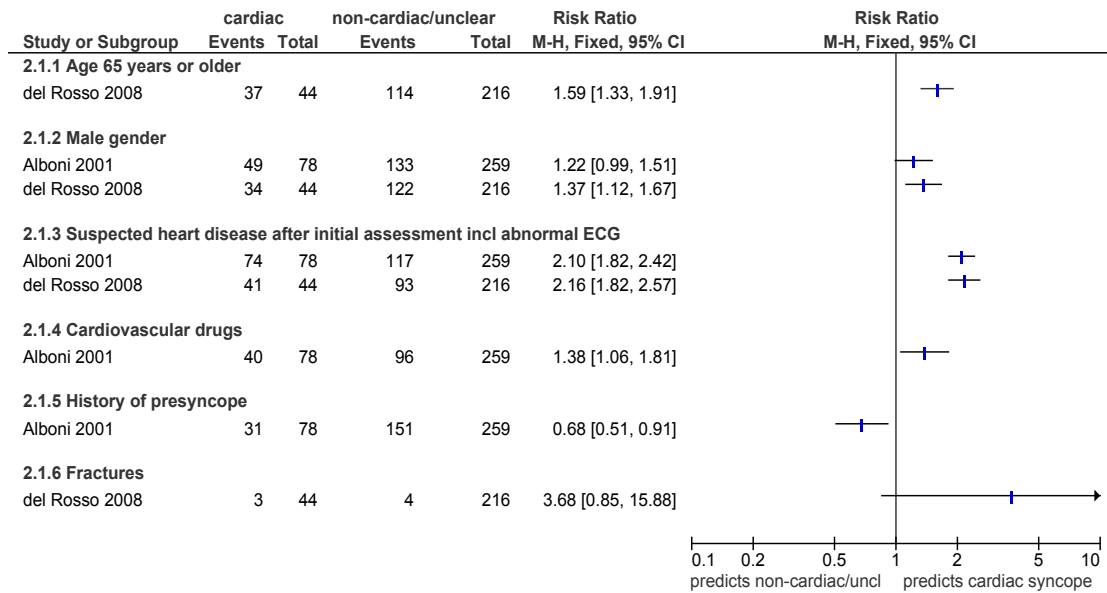 cardiac non-cardiac/unclear Risk Ratio Risk Ratio
Study or Subgroup Events Total Events Total M-H, Fixed, 95% CI M-H, Fixed, 95% CI
2.1.1 Age 65 years or older
del Rosso 2008 37 44 114 216 1.59 [1.33, 1.91]
2.1.2 Male gender
Alboni 2001 49 78 133 259 1.22 [0.99, 1.51]
del Rosso 2008 34 44 122 216 1.37 [1.12, 1.67]
2.1.3 Suspected heart disease after initial assessment incl abnormal ECG
Alboni 2001 74 78 117 259 2.10 [1.82, 2.42]
del Rosso 2008 41 44 93 216 2.16 [1.82, 2.57]
2.1.4 Cardiovascular drugs
Alboni 2001 40 78 96 259 1.38 [1.06, 1.81]
2.1.5 History of presyncope
Alboni 2001 31 78 151 259 0.68 [0.51, 0.91]
2.1.6 Fractures
del Rosso 2008 3 44 4 216 3.68 [0.85, 15.88]
0.1 0.2 0.5 1 2 5 10
predicts non-cardiac/uncl predicts cardiac syncope